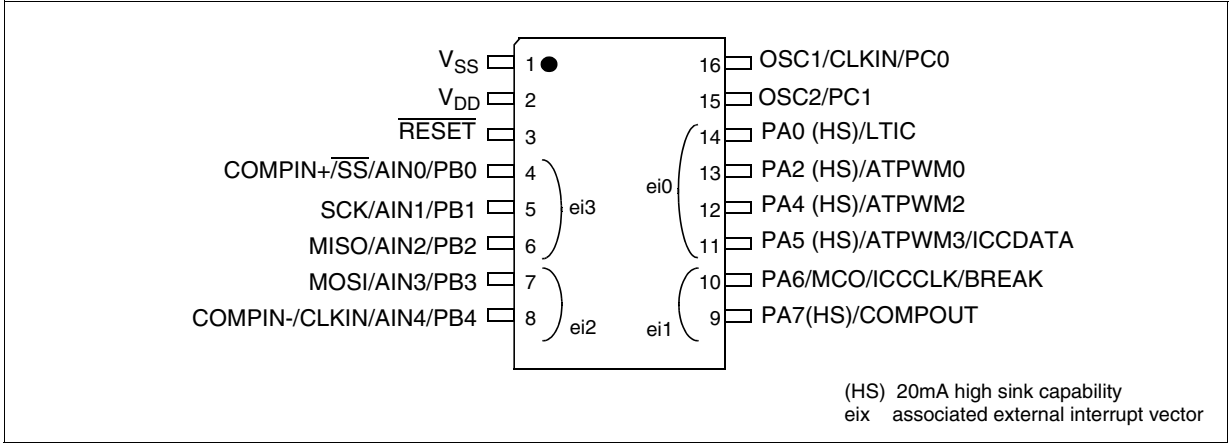 VSS
VDD
RESET
COMPIN+/SS/AIN0/PB0
SCK/AIN1/PB1
MISO/AIN2/PB2
MOSI/AIN3/PB3
COMPIN-/CLKIN/AIN4/PB4
1
2
3
4
5
6
7
8
ei3
ei2
16
15
14
13
12
11
10
9
ei0
ei1
OSC1/CLKIN/PC0
OSC2/PC1
PA0 (HS)/LTIC
PA2 (HS)/ATPWM0
PA4 (HS)/ATPWM2
PA5 (HS)/ATPWM3/ICCDATA
PA6/MCO/ICCCLK/BREAK
PA7(HS)/COMPOUT
(HS) 20mA high sink capability
eix associated external interrupt vector